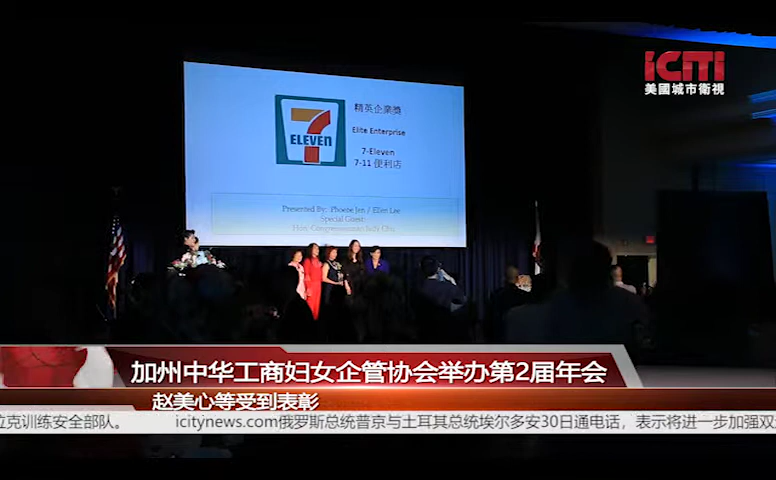 iCiTi
美國城市衛視
7
ELEVEN
精英企業獎
Elite Enterprise
7-Eleven
7-11 便利店
Presented By: Phoebe Jen / Ellen Lee
Special Guest:
Hon. Congresswoman Judy Chu
加州中华工商妇女企管协会举办第2届年会
赵美心等受到表彰
拉克训练安全部队。 icitynews.com俄罗斯总统普京与土耳其总统埃尔多安30日通电话，表示将进一步加强双